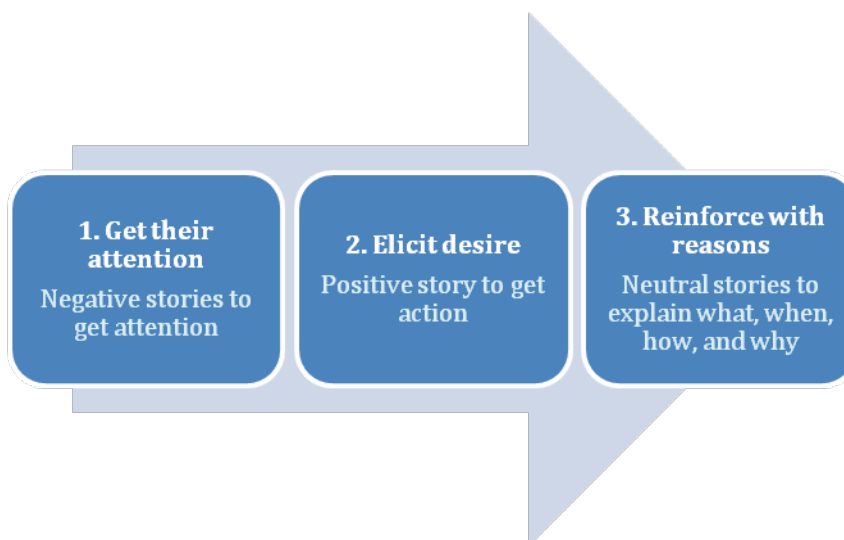 1. Get their
attention
Negative stories to
get attention
2. Elicit desire
Positive story to get
action
3. Reinforce with
reasons
Neutral stories to
explain what, when,
how, and why